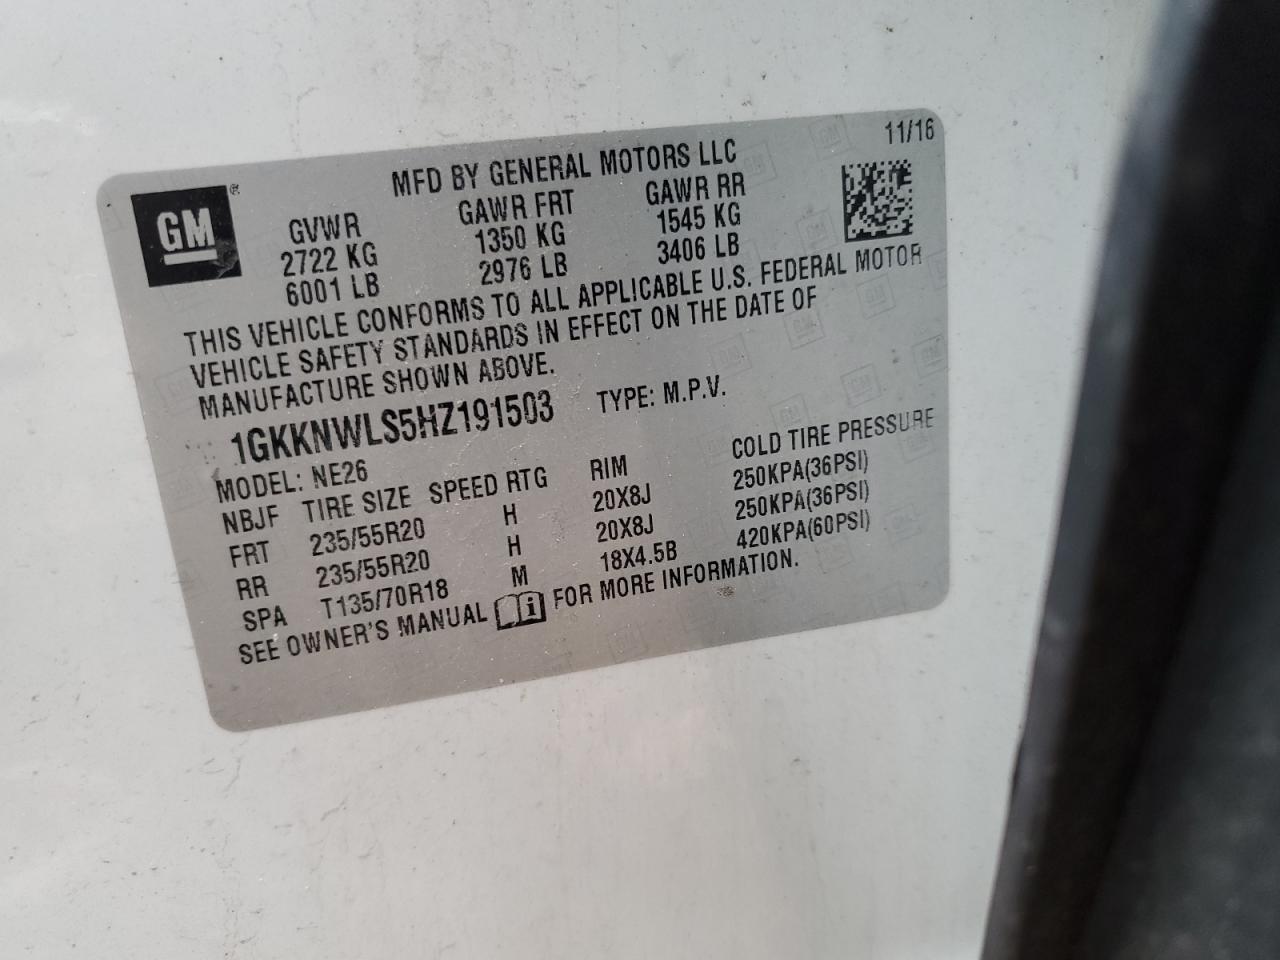 11/16
MFD BY GENERAL MOTORS LLC
GM®
GVWR GAWR FRT GAWR RR
2722 KG 1350 KG 1545 KG
6001 LB 2976 LB 3406 LB
THIS VEHICLE CONFORMS TO ALL APPLICABLE U.S. FEDERAL MOTOR
VEHICLE SAFETY STANDARDS IN EFFECT ON THE DATE OF
MANUFACTURE SHOWN ABOVE.
1GKKNWLS5HZ191503 TYPE: M.P.V.
MODEL: NE26
NBJF TIRE SIZE SPEED RTG RIM COLD TIRE PRESSURE
FRT 235/55R20 H 20X8J 250KPA(36PSI)
RR 235/55R20 H 20X8J 250KPA(36PSI)
SPA T135/70R18 M 18X4.5B 420KPA(60PSI)
SEE OWNER'S MANUAL i FOR MORE INFORMATION.